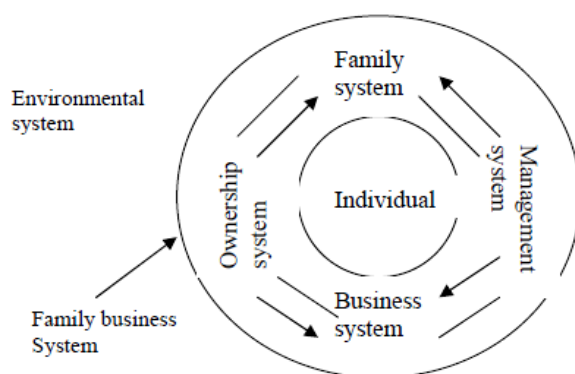 Family
system
Environmental
system
Ownership
system
Individual
Management
system
Business
system
Family business
System